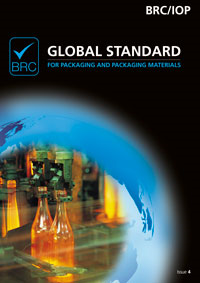 BRC/IOP
BRC
GLOBAL STANDARD
FOR PACKAGING AND PACKAGING MATERIALS
Issue 4